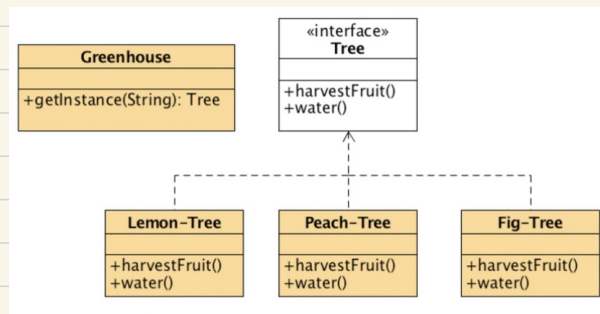 «interface»
Tree
+harvestFruit()
+water()
Greenhouse
+getInstance(String): Tree
Lemon-Tree
+harvestFruit()
+water()
Peach-Tree
+harvestFruit()
+water()
Fig-Tree
+harvestFruit()
+water()